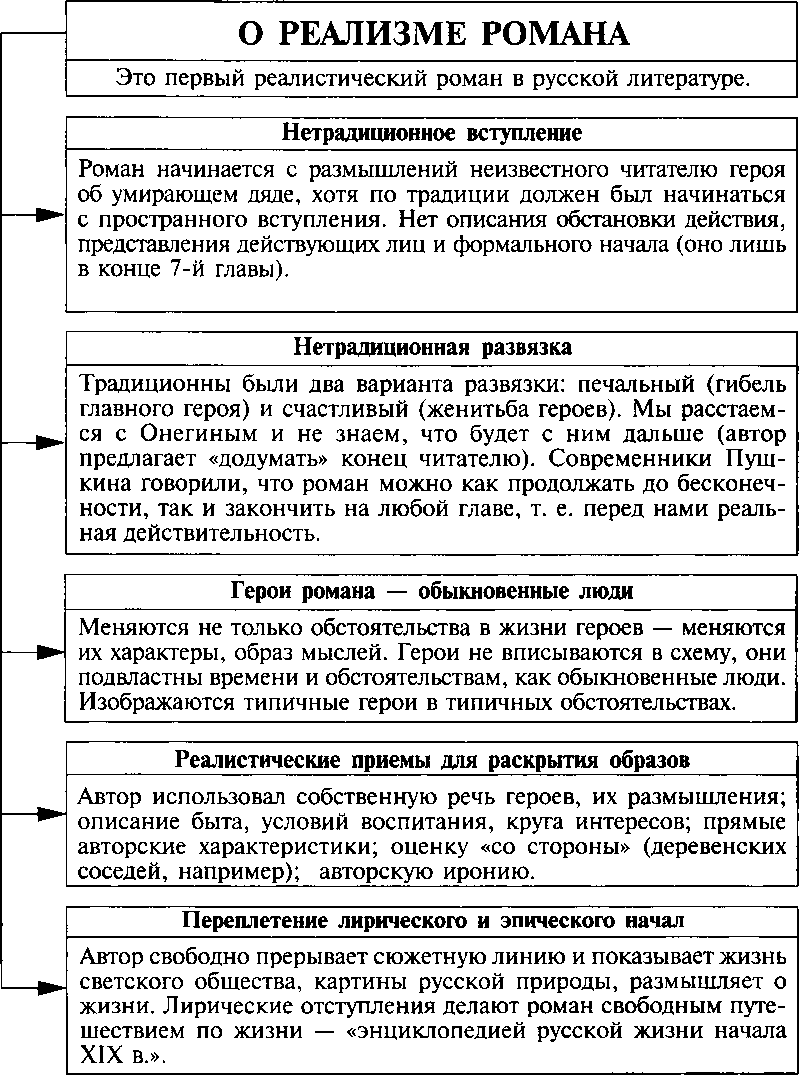 О РЕАЛИЗМЕ РОМАНА
Это первый реалистический роман в русской литературе.
Нетрадиционное вступление
Роман начинается с размышлений неизвестного читателю героя
об умирающем дяде, хотя по традиции должен был начинаться
с пространного вступления. Нет описания обстановки действия,
представления действующих лиц и формального начала (оно лишь
в конце 7-й главы).
Нетрадиционная развязка
Традиционны были два варианта развязки: печальный (гибель
главного героя) и счастливый (женитьба героев). Мы расстаем-
ся с Онегиным и не знаем, что будет с ним дальше (автор
предлагает «додумать» конец читателю). Современники Пуш-
кина говорили, что роман можно как продолжать до бесконеч-
ности, так и закончить на любой главе, т. е. перед нами реаль-
ная действительность.
Герои романа — обыкновенные люди
Меняются не только обстоятельства в жизни героев — меняются
их характеры, образ мыслей. Герои не вписываются в схему, они
подвластны времени и обстоятельствам, как обыкновенные люди.
Изображаются типичные герои в типичных обстоятельствах.
Реалистические приемы для раскрытия образов
Автор использовал собственную речь героев, их размышления;
описание быта, условий воспитания, круга интересов; прямые
авторские характеристики; оценку «со стороны» (деревенских
соседей, например); авторскую иронию.
Переплетение лирического и эпического начал
Автор свободно прерывает сюжетную линию и показывает жизнь
светского общества, картины русской природы, размышляет о
жизни. Лирические отступления делают роман свободным путе-
шествием по жизни — «энциклопедией русской жизни начала
XIX в.».